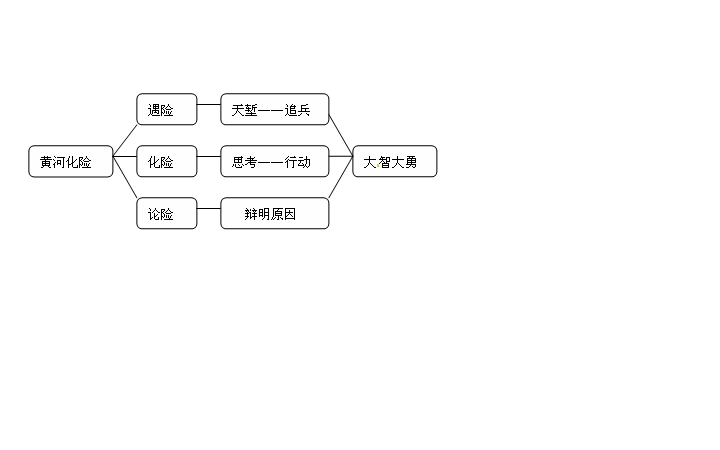 遇险
天堑——追兵
黄河化险
化险
思考——行动
大智大勇
论险
辩明原因